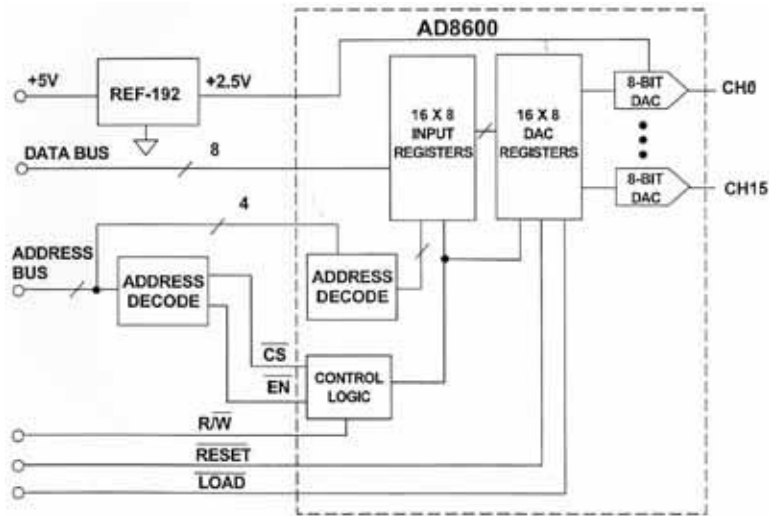 AD8600
+5V
REF-192
+2.5V
16 X 8
INPUT
REGISTERS
16 X 8
DAC
REGISTERS
8-BIT
DAC
CH0
DATA BUS
8
8-BIT
DAC
CH15
4
ADDRESS
BUS
ADDRESS
DECODE
ADDRESS
DECODE
CS
EN
CONTROL
LOGIC
R/W
RESET
LOAD